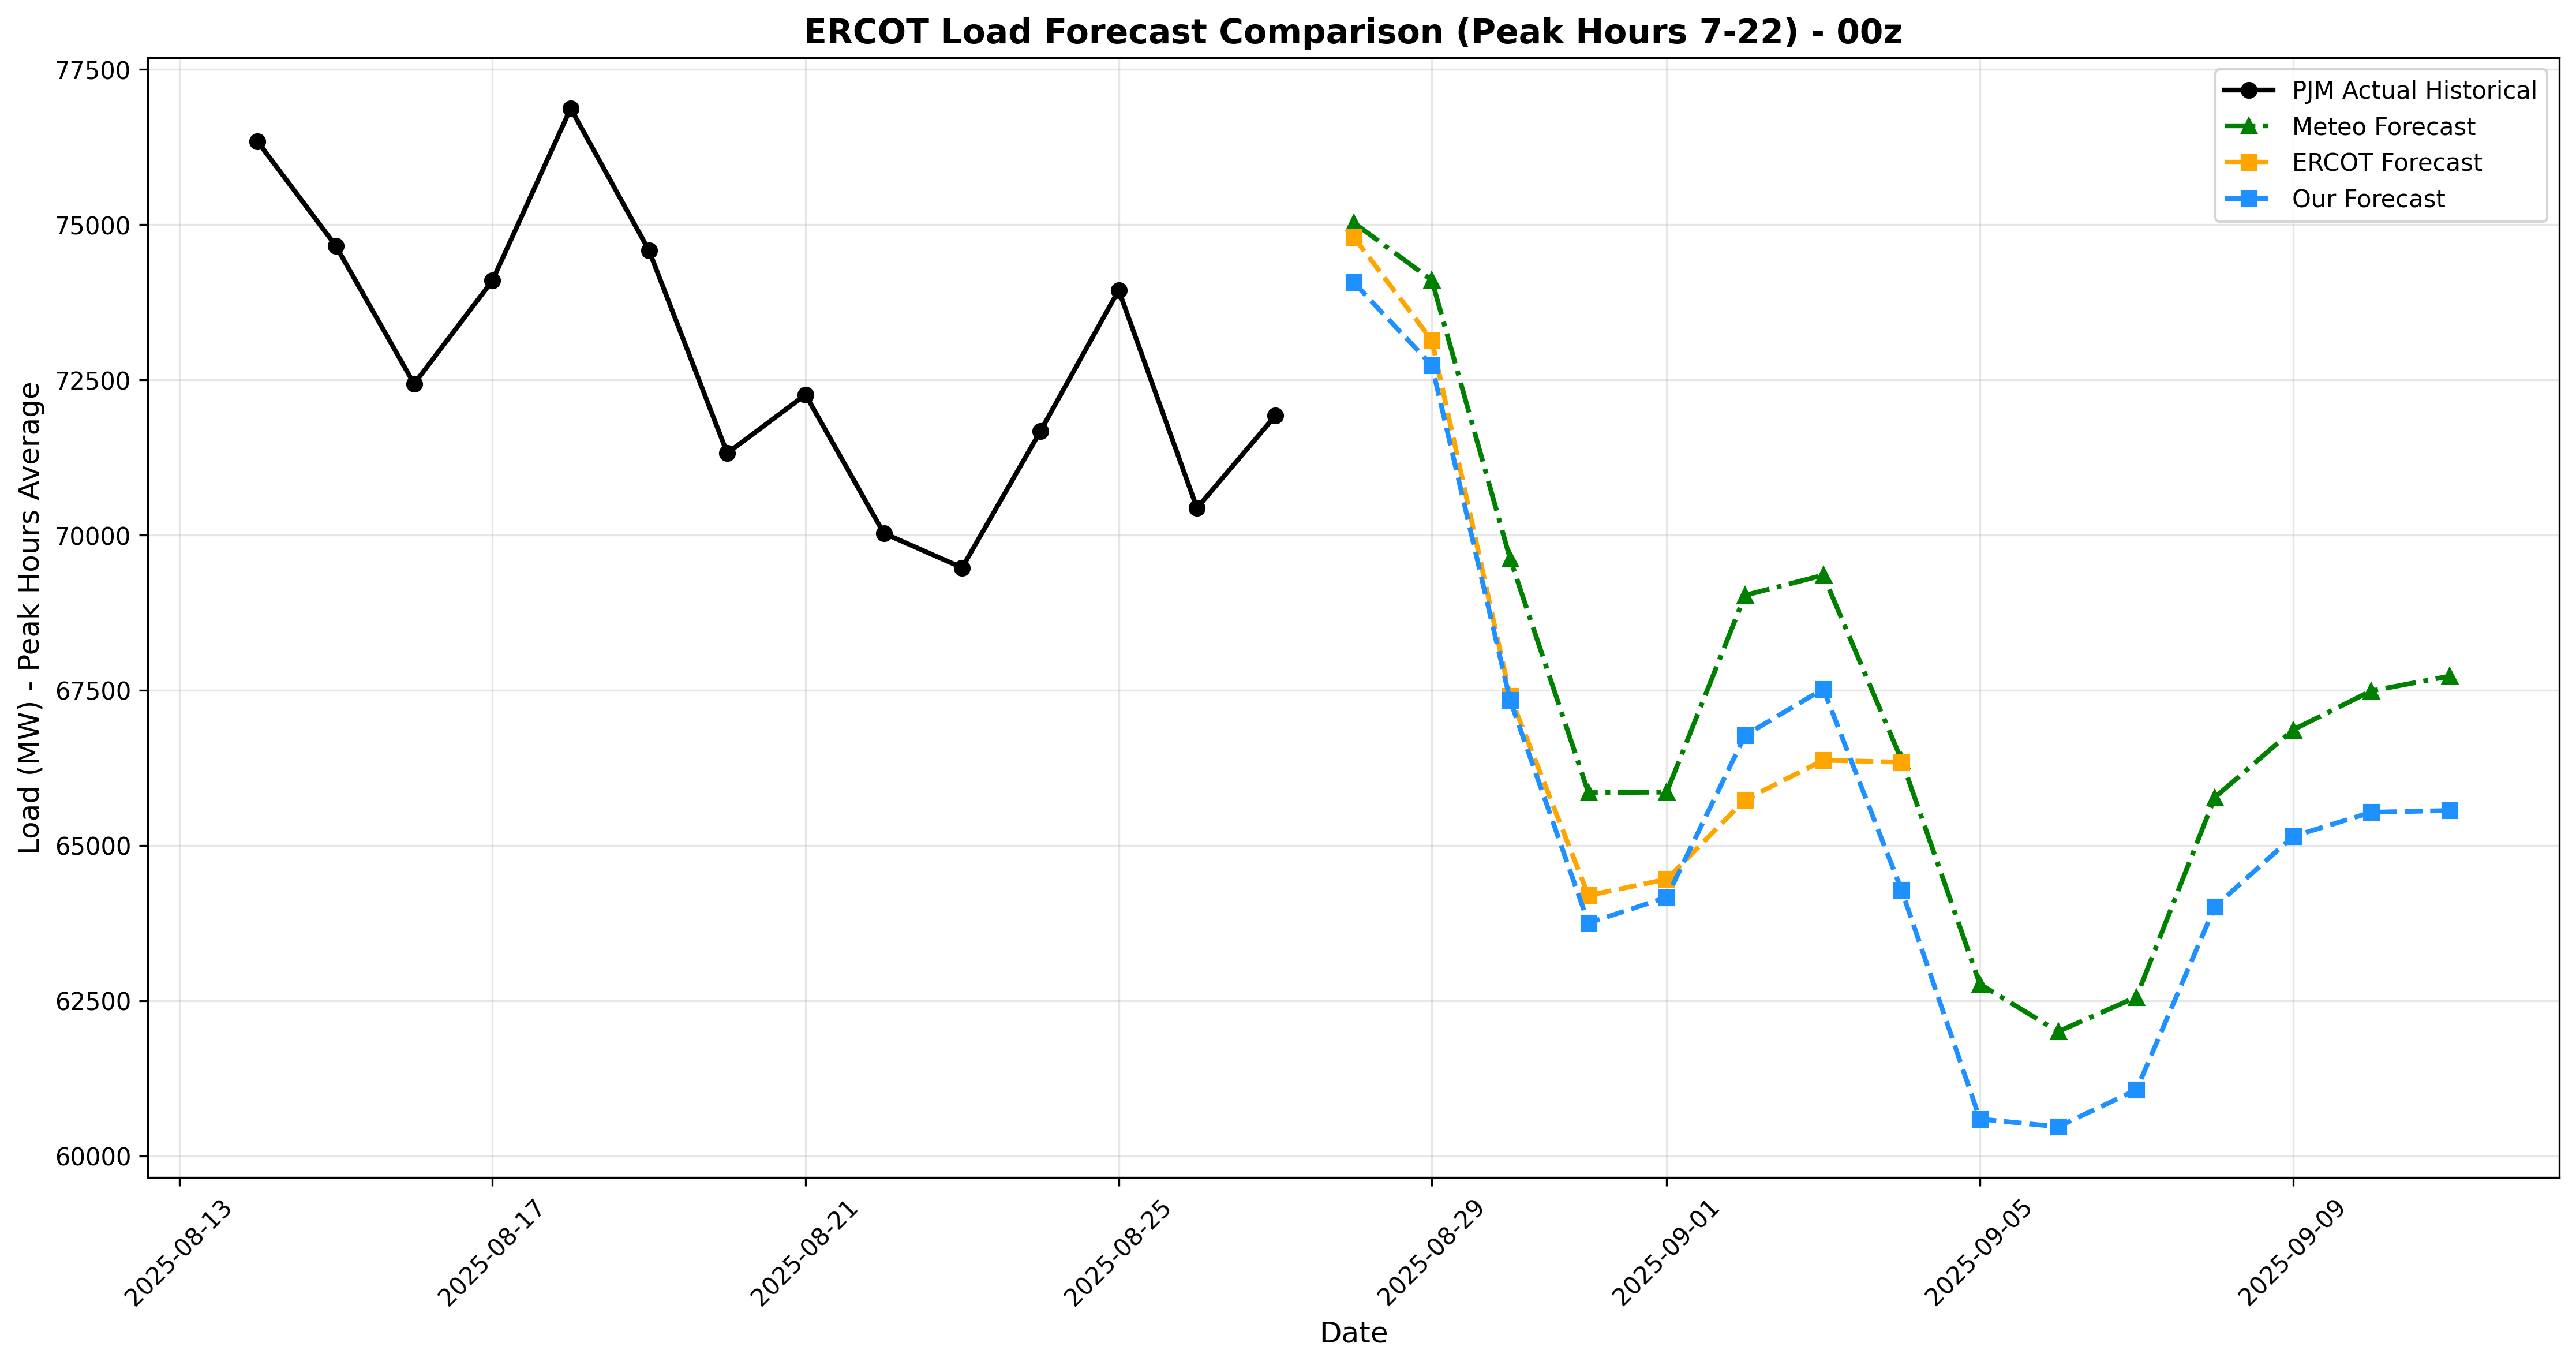 ERCOT Load Forecast Comparison (Peak Hours 7-22) - 00z
PJM Actual Historical
Meteo Forecast
ERCOT Forecast
Our Forecast
Load (MW) - Peak Hours Average
77500
75000
72500
70000
67500
65000
62500
60000
2025-08-13
2025-08-17
2025-08-21
2025-08-25
2025-08-29
2025-09-01
2025-09-05
2025-09-09
Date